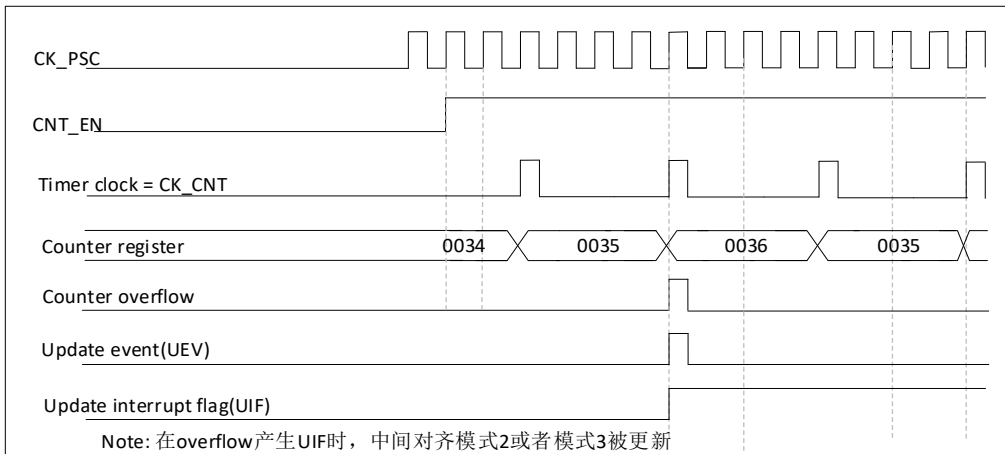 CK_PSC
CNT_EN
Timer clock = CK_CNT
Counter register 0034 0035 0036 0035
Counter overflow
Update event(UEV)
Update interrupt flag(UIF)
Note: 在overflow产生UIF时，中间对齐模式2或者模式3被更新